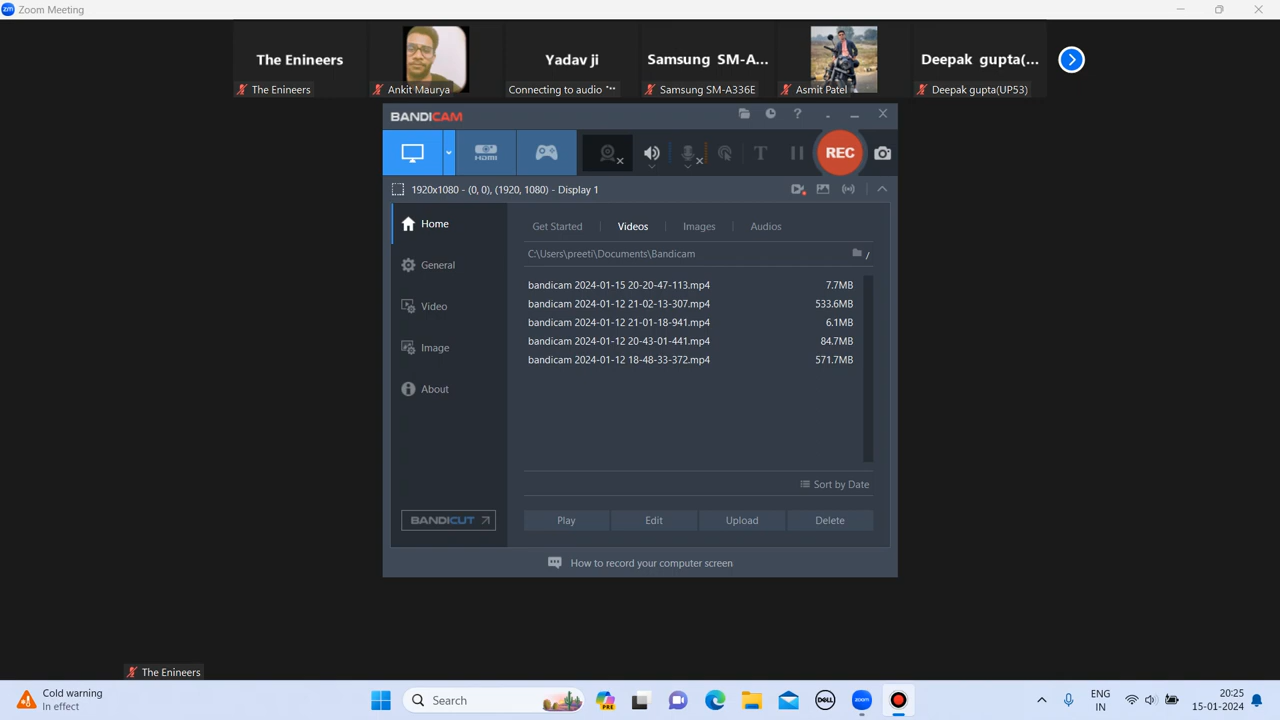 Zoom Meeting
The Enineers
The Enineers
Ankit Maurya
Yadav ji
Connecting to audio
Samsung SM-A...
Samsung SM-A336E
Asmit Patel
Deepak gupta(...
Deepak gupta(UP53)
BANDICAM
HDMI
REC
1920x1080 - (0, 0), (1920, 1080) - Display 1
Home
General
Video
Image
About
BANDICUT
Get Started
Videos
Images
Audios
C:\Users\preeti\Documents\Bandicam
bandicam 2024-01-15 20-20-47-113.mp4 7.7MB
bandicam 2024-01-12 21-02-13-307.mp4 533.6MB
bandicam 2024-01-12 21-01-18-941.mp4 6.1MB
bandicam 2024-01-12 20-43-01-441.mp4 84.7MB
bandicam 2024-01-12 18-48-33-372.mp4 571.7MB
Sort by Date
Play
Edit
Upload
Delete
How to record your computer screen
The Enineers
Cold warning
In effect
Search
PRE
DELL
zoom
ENG
IN
20:25
15-01-2024